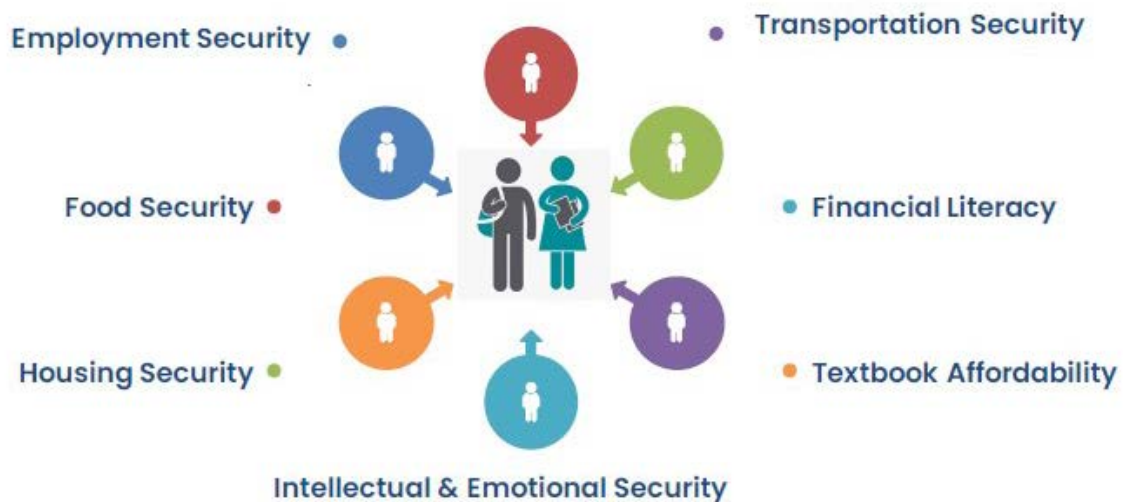 Employment Security
Transportation Security
Food Security
Financial Literacy
Housing Security
Textbook Affordability
Intellectual & Emotional Security